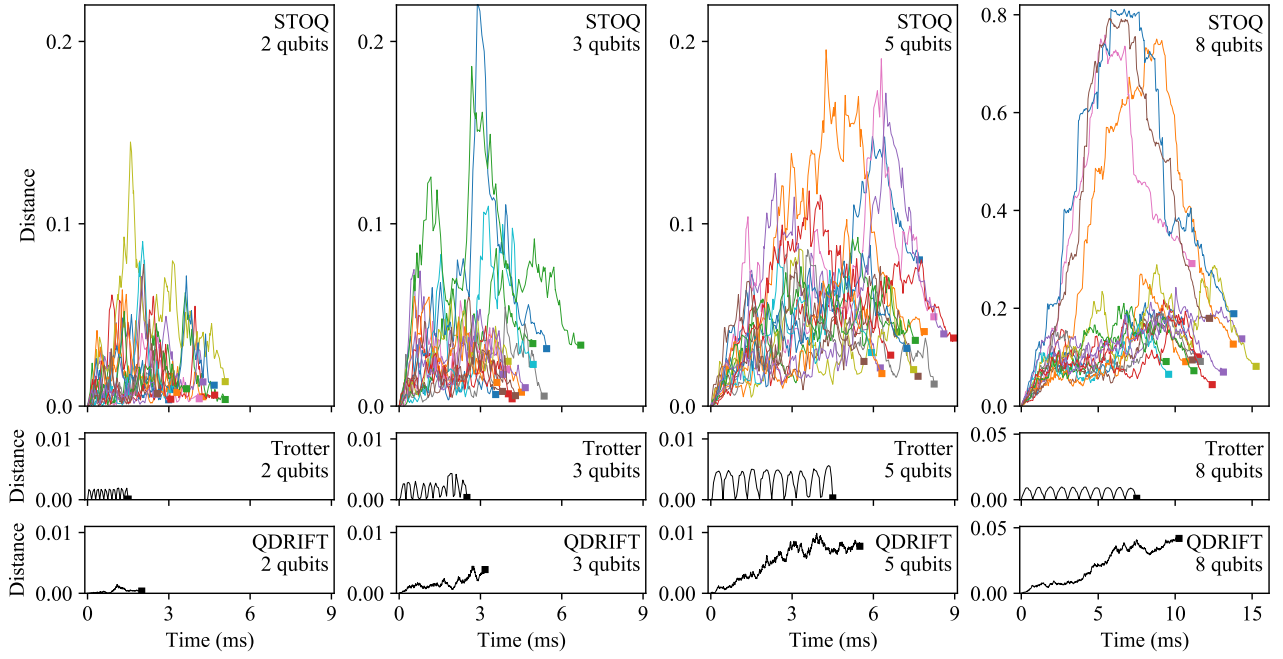 STOQ
2 qubits
STOQ
3 qubits
STOQ
5 qubits
STOQ
8 qubits
Distance
0.2
0.1
0.0
0.2
0.1
0.0
0.2
0.1
0.0
0.8
0.6
0.4
0.2
0.0
Distance
0.01
0.00
Trotter
2 qubits
0.01
0.00
Trotter
3 qubits
0.01
0.00
Trotter
5 qubits
0.05
0.00
Trotter
8 qubits
Distance
0.01
0.00
QDRIFT
2 qubits
0.01
0.00
QDRIFT
3 qubits
0.01
0.00
QDRIFT
5 qubits
0.05
0.00
QDRIFT
8 qubits
0 3 6 9
0 3 6 9
0 3 6 9
0 5 10 15
Time (ms)
Time (ms)
Time (ms)
Time (ms)